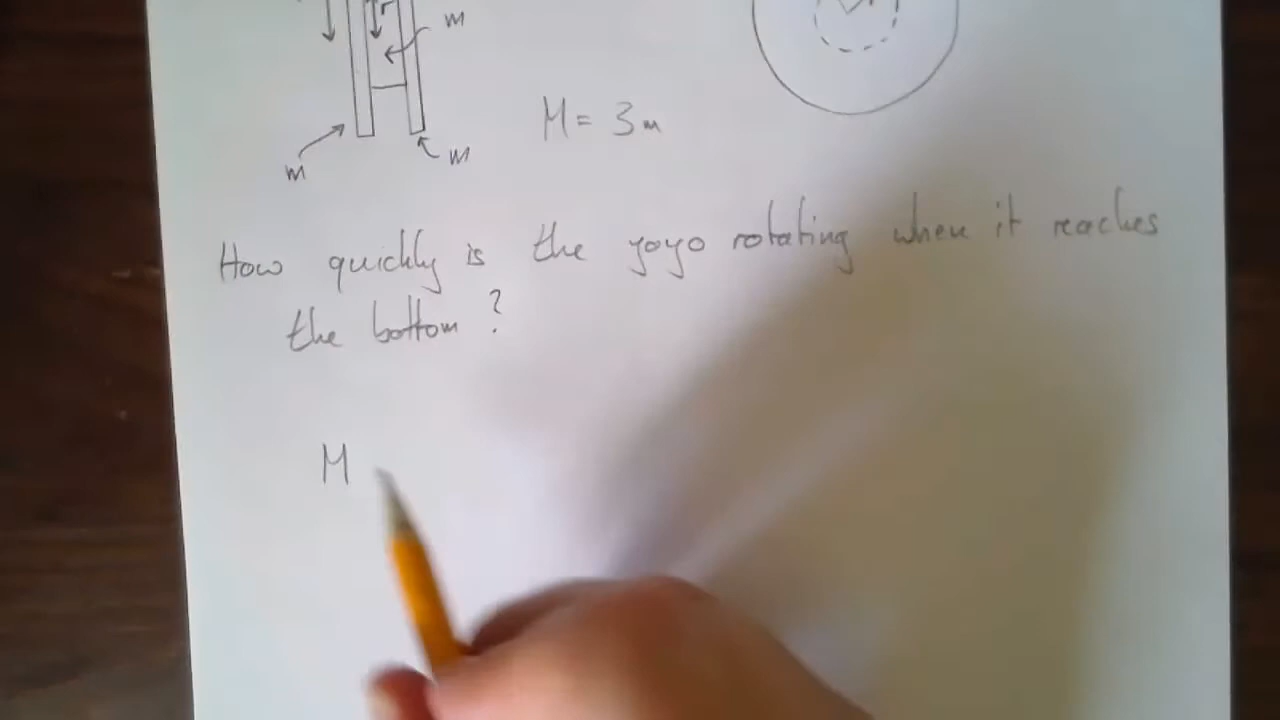 m
M = 3m
m
m
How quickly is the yoyo rotating when it reaches
the bottom ?
M